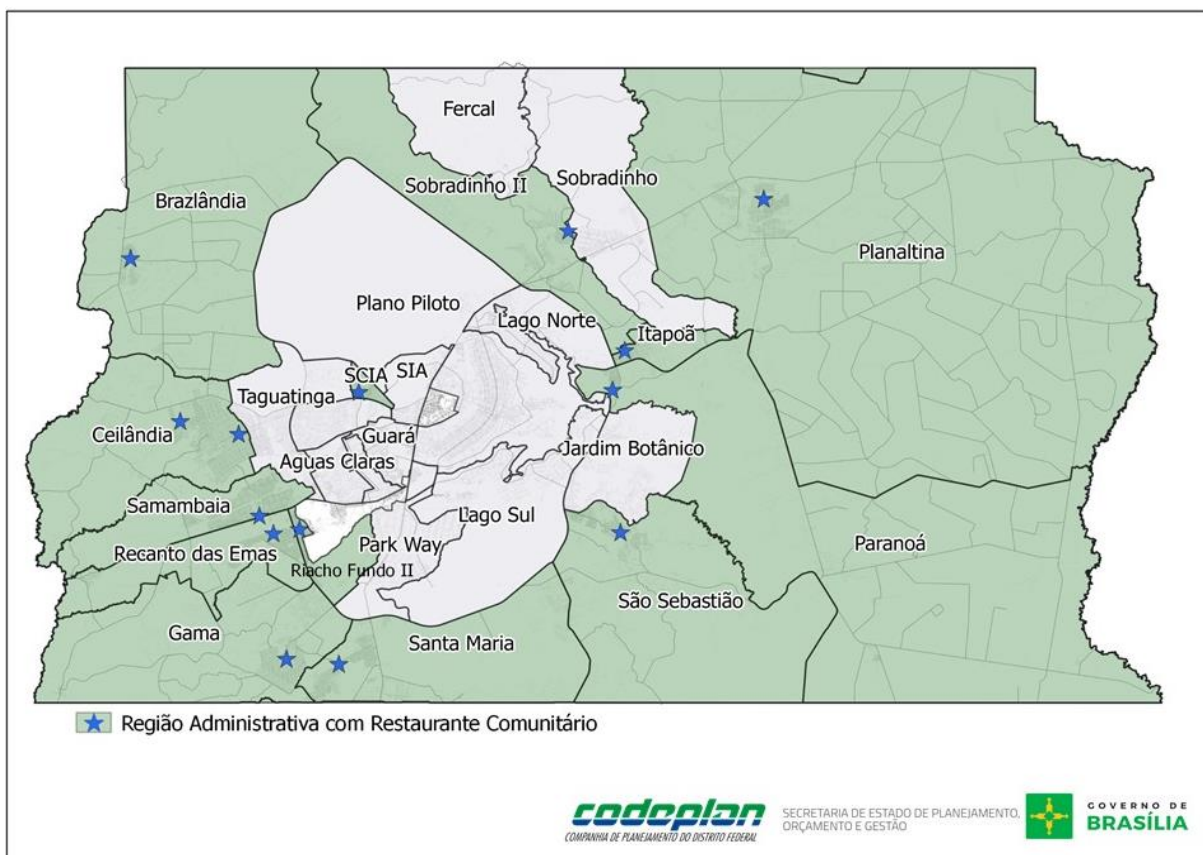 Fercal
Sobradinho II
Sobradinho
Brazlândia
Planaltina
Plano Piloto
Lago Norte
Itapoã
SCIA
SIA
Taguatinga
Ceilândia
Guará
Jardim Botânico
Aguas Claras
Samambaia
Lago Sul
Recanto das Emas
Park Way
Paranoá
Riacho Fundo II
São Sebastião
Gama
Santa Maria
Região Administrativa com Restaurante Comunitário
codeplan
COMPANHIA DE PLANEJAMENTO DO DISTRITO FEDERAL
SECRETARIA DE ESTADO DE PLANEJAMENTO,
ORÇAMENTO E GESTÃO
GOVERNO DE
BRASÍLIA